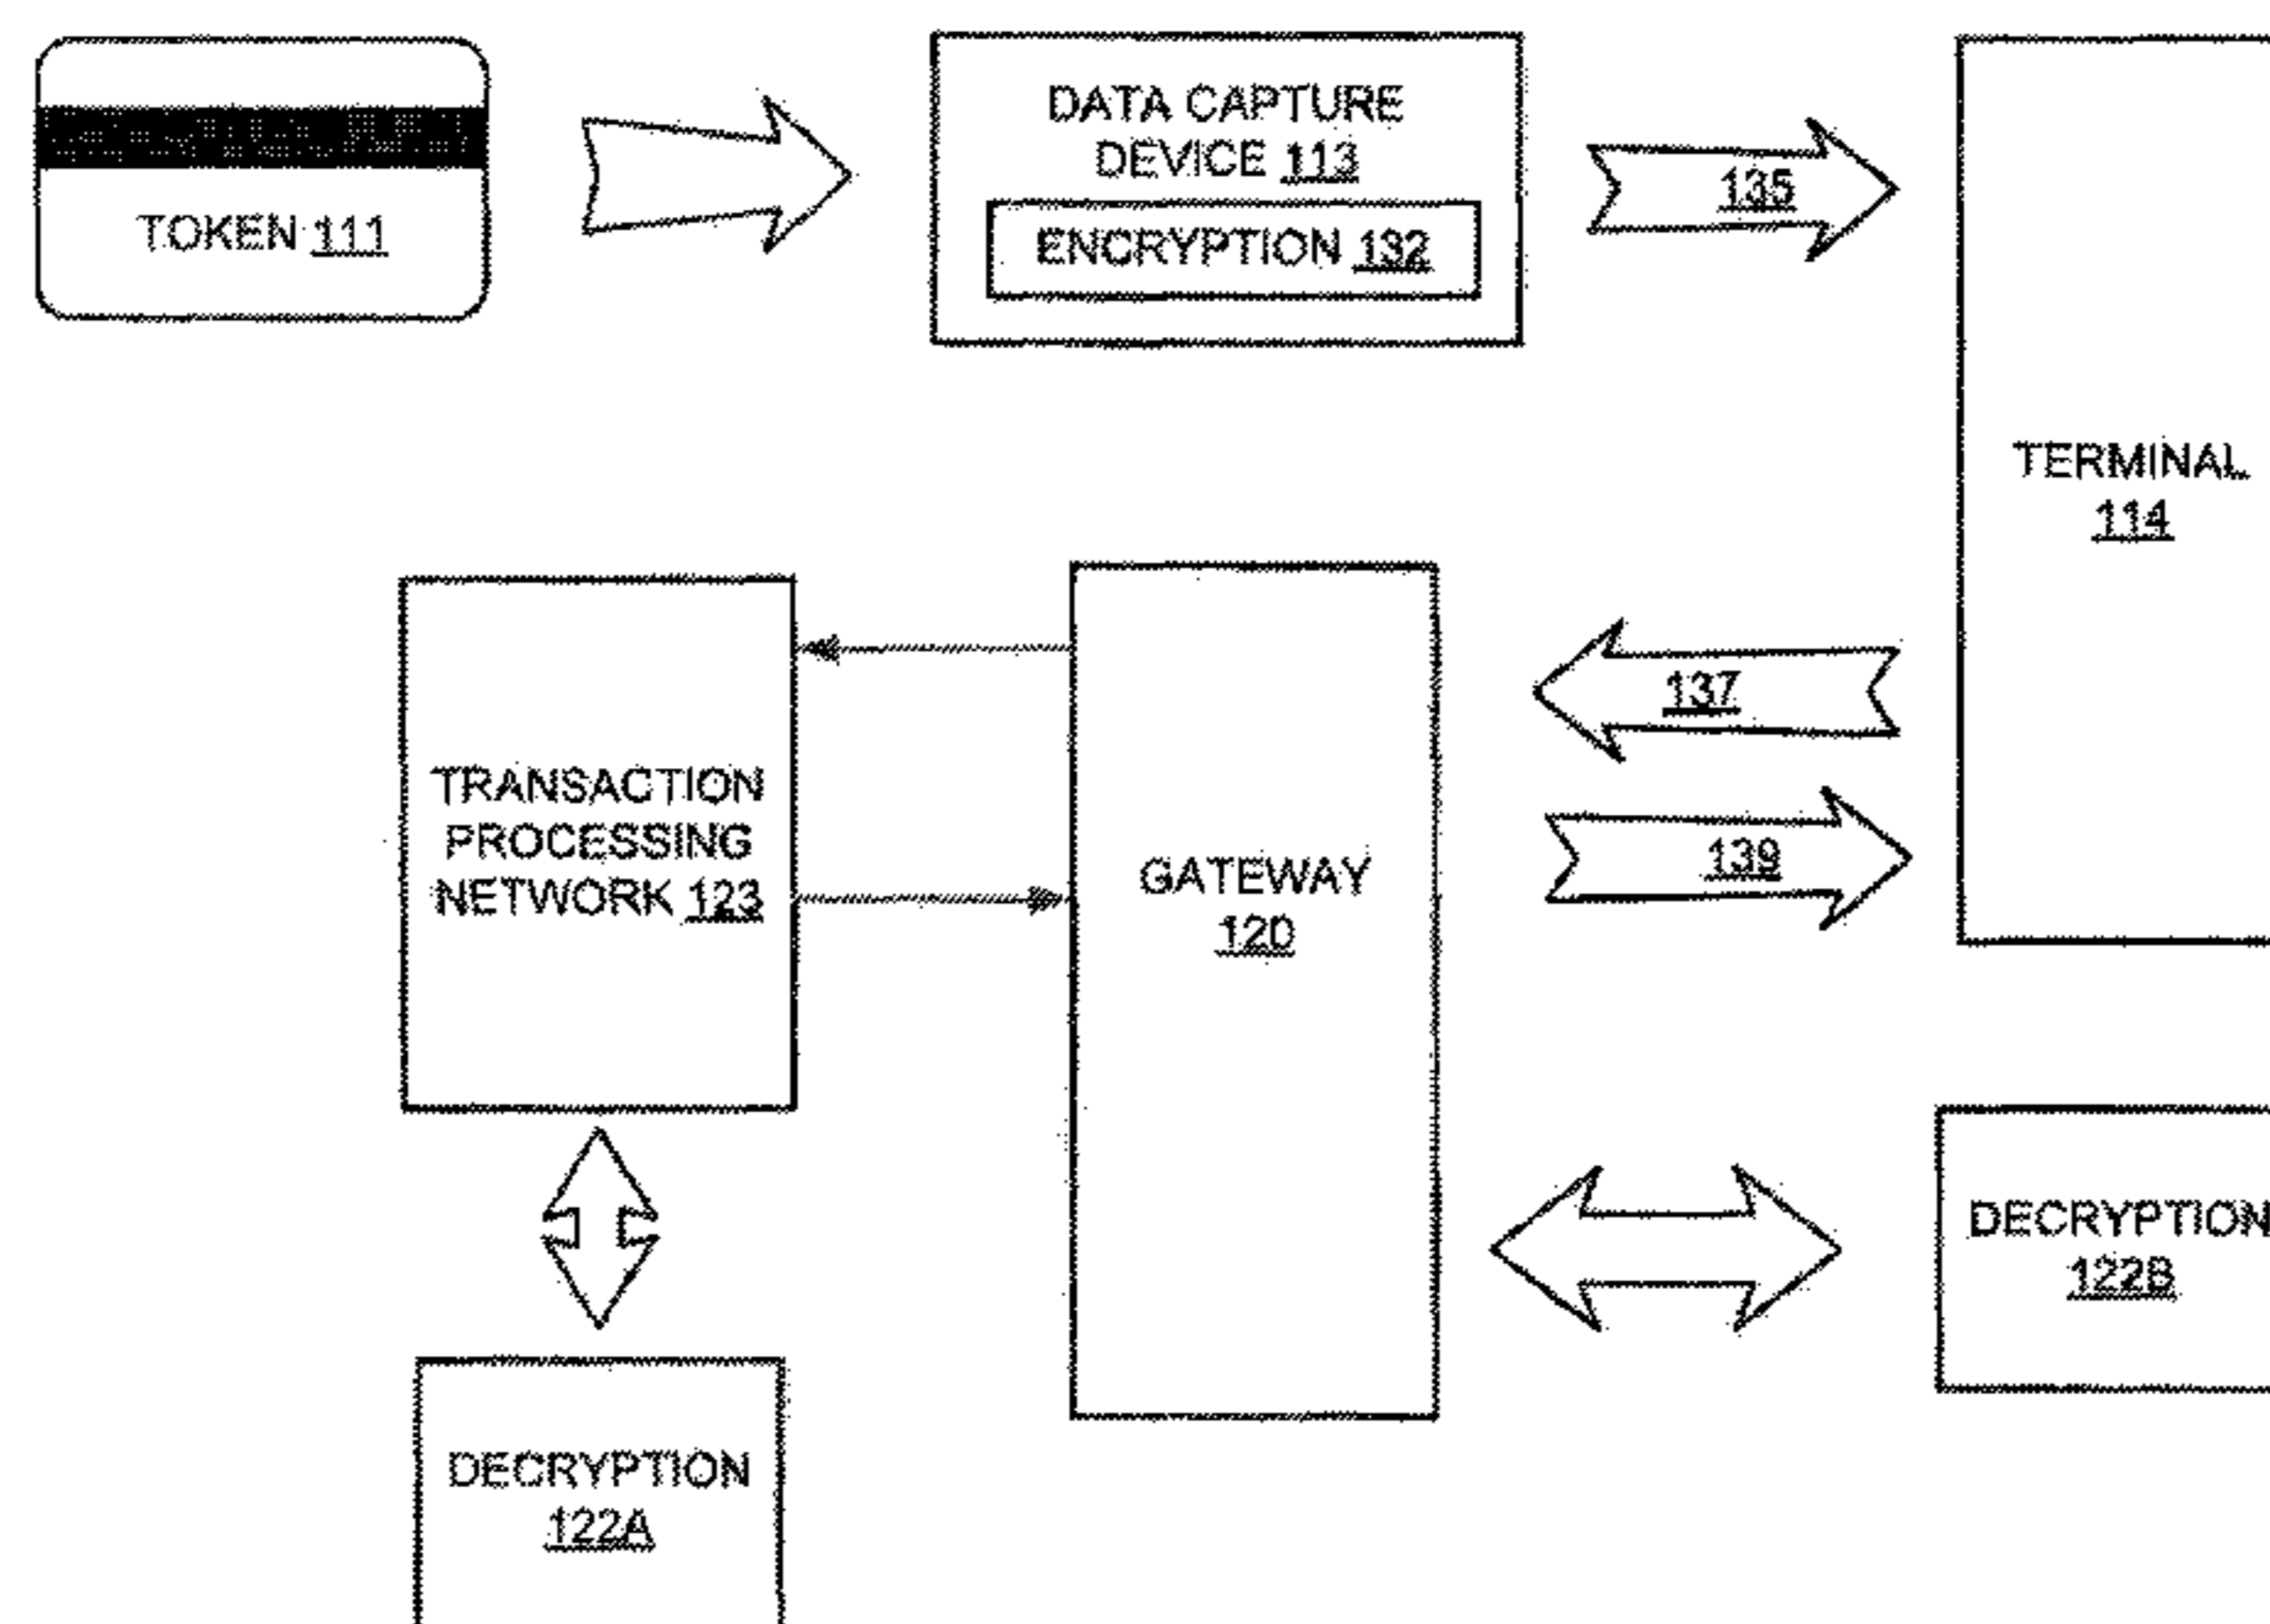 TOKEN 111
DATA CAPTURE
DEVICE 113
ENCRYPTION 132
135
TERMINAL
114
137
139
TRANSACTION
PROCESSING
NETWORK 123
GATEWAY
120
DECRYPTION
122B
DECRYPTION
122A